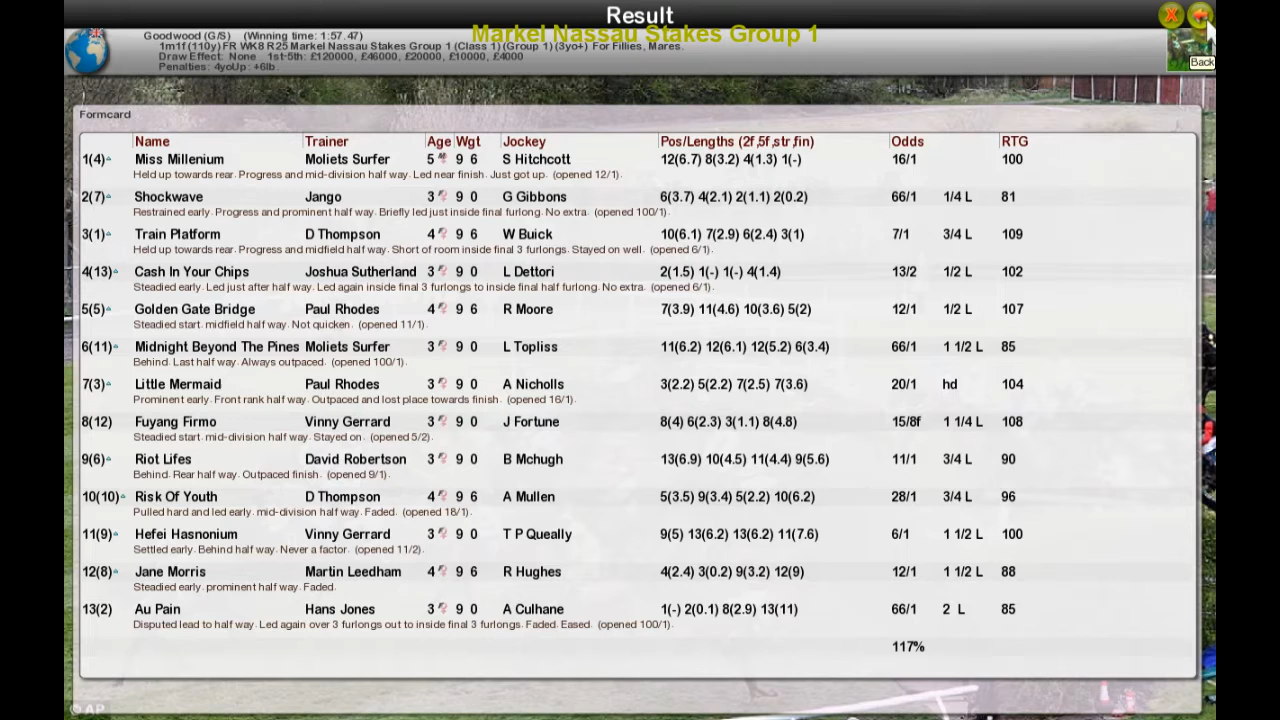 Result
Markel Nassau Stakes Group 1
Goodwood (G/S) (Winning time: 1:57.47)
1m1f (110y) FR WK8 R25 Markel Nassau Stakes Group 1 (Class 1) (Group 1) (3yo+) For Fillies, Mares.
Draw Effect: None 1st-5th: £120000, £46000, £20000, £10000, £4000
Penalties: 4yoUp: +6lb.
Back
Formcard
Name Trainer Age Wgt Jockey Pos/Lengths (2f,5f,str,fin) Odds RTG
1(4) Miss Millenium Moliets Surfer 5 9 6 S Hitchcott 12(6.7) 8(3.2) 4(1.3) 1(-) 16/1 100
Held up towards rear. Progress and mid-division half way. Led near finish. Just got up. (opened 12/1).
2(7) Shockwave Jango 3 9 0 G Gibbons 6(3.7) 4(2.1) 2(1.1) 2(0.2) 66/1 1/4 L 81
Restrained early. Progress and prominent half way. Briefly led just inside final furlong. No extra. (opened 100/1).
3(1) Train Platform D Thompson 4 9 6 W Buick 10(6.1) 7(2.9) 6(2.4) 3(1) 7/1 3/4 L 109
Held up towards rear. Progress and midfield half way. Short of room inside final 3 furlongs. Stayed on well. (opened 6/1).
4(13) Cash In Your Chips Joshua Sutherland 3 9 0 L Dettori 2(1.5) 1(-) 1(-) 4(1.4) 13/2 1/2 L 102
Steadied early. Led just after half way. Led again inside final 3 furlongs to inside final half furlong. No extra. (opened 6/1).
5(5) Golden Gate Bridge Paul Rhodes 4 9 6 R Moore 7(3.9) 11(4.6) 10(3.6) 5(2) 12/1 1/2 L 107
Steadied start. midfield half way. Not quicken. (opened 11/1).
6(11) Midnight Beyond The Pines Moliets Surfer 3 9 0 L Topliss 11(6.2) 12(6.1) 12(5.2) 6(3.4) 66/1 1 1/2 L 85
Behind. Last half way. Always outpaced. (opened 100/1).
7(3) Little Mermaid Paul Rhodes 3 9 0 A Nicholls 3(2.2) 5(2.2) 7(2.5) 7(3.6) 20/1 hd 104
Prominent early. Front rank half way. Outpaced and lost place towards finish. (opened 16/1).
8(12) Fuyang Firmo Vinny Gerrard 3 9 0 J Fortune 8(4) 6(2.3) 3(1.1) 8(4.8) 15/8f 1 1/4 L 108
Steadied start. mid-division half way. Stayed on. (opened 5/2).
9(6) Riot Lifes David Robertson 3 9 0 B Mchugh 13(6.9) 10(4.5) 11(4.4) 9(5.6) 11/1 3/4 L 90
Behind. Rear half way. Outpaced finish. (opened 9/1).
10(10) Risk Of Youth D Thompson 4 9 6 A Mullen 5(3.5) 9(3.4) 5(2.2) 10(6.2) 28/1 3/4 L 96
Pulled hard and led early. mid-division half way. Faded. (opened 18/1).
11(9) Hefei Hasnonium Vinny Gerrard 3 9 0 T P Queally 9(5) 13(6.2) 13(6.2) 11(7.6) 6/1 1 1/2 L 100
Settled early. Behind half way. Never a factor. (opened 11/2).
12(8) Jane Morris Martin Leedham 4 9 6 R Hughes 4(2.4) 3(0.2) 9(3.2) 12(9) 12/1 1 1/2 L 88
Steadied early. prominent half way. Faded.
13(2) Au Pain Hans Jones 3 9 0 A Culhane 1(-) 2(0.1) 8(2.9) 13(11) 66/1 2 L 85
Disputed lead to half way. Led again over 3 furlongs out to inside final 3 furlongs. Faded. Eased. (opened 100/1).
117%
© AP